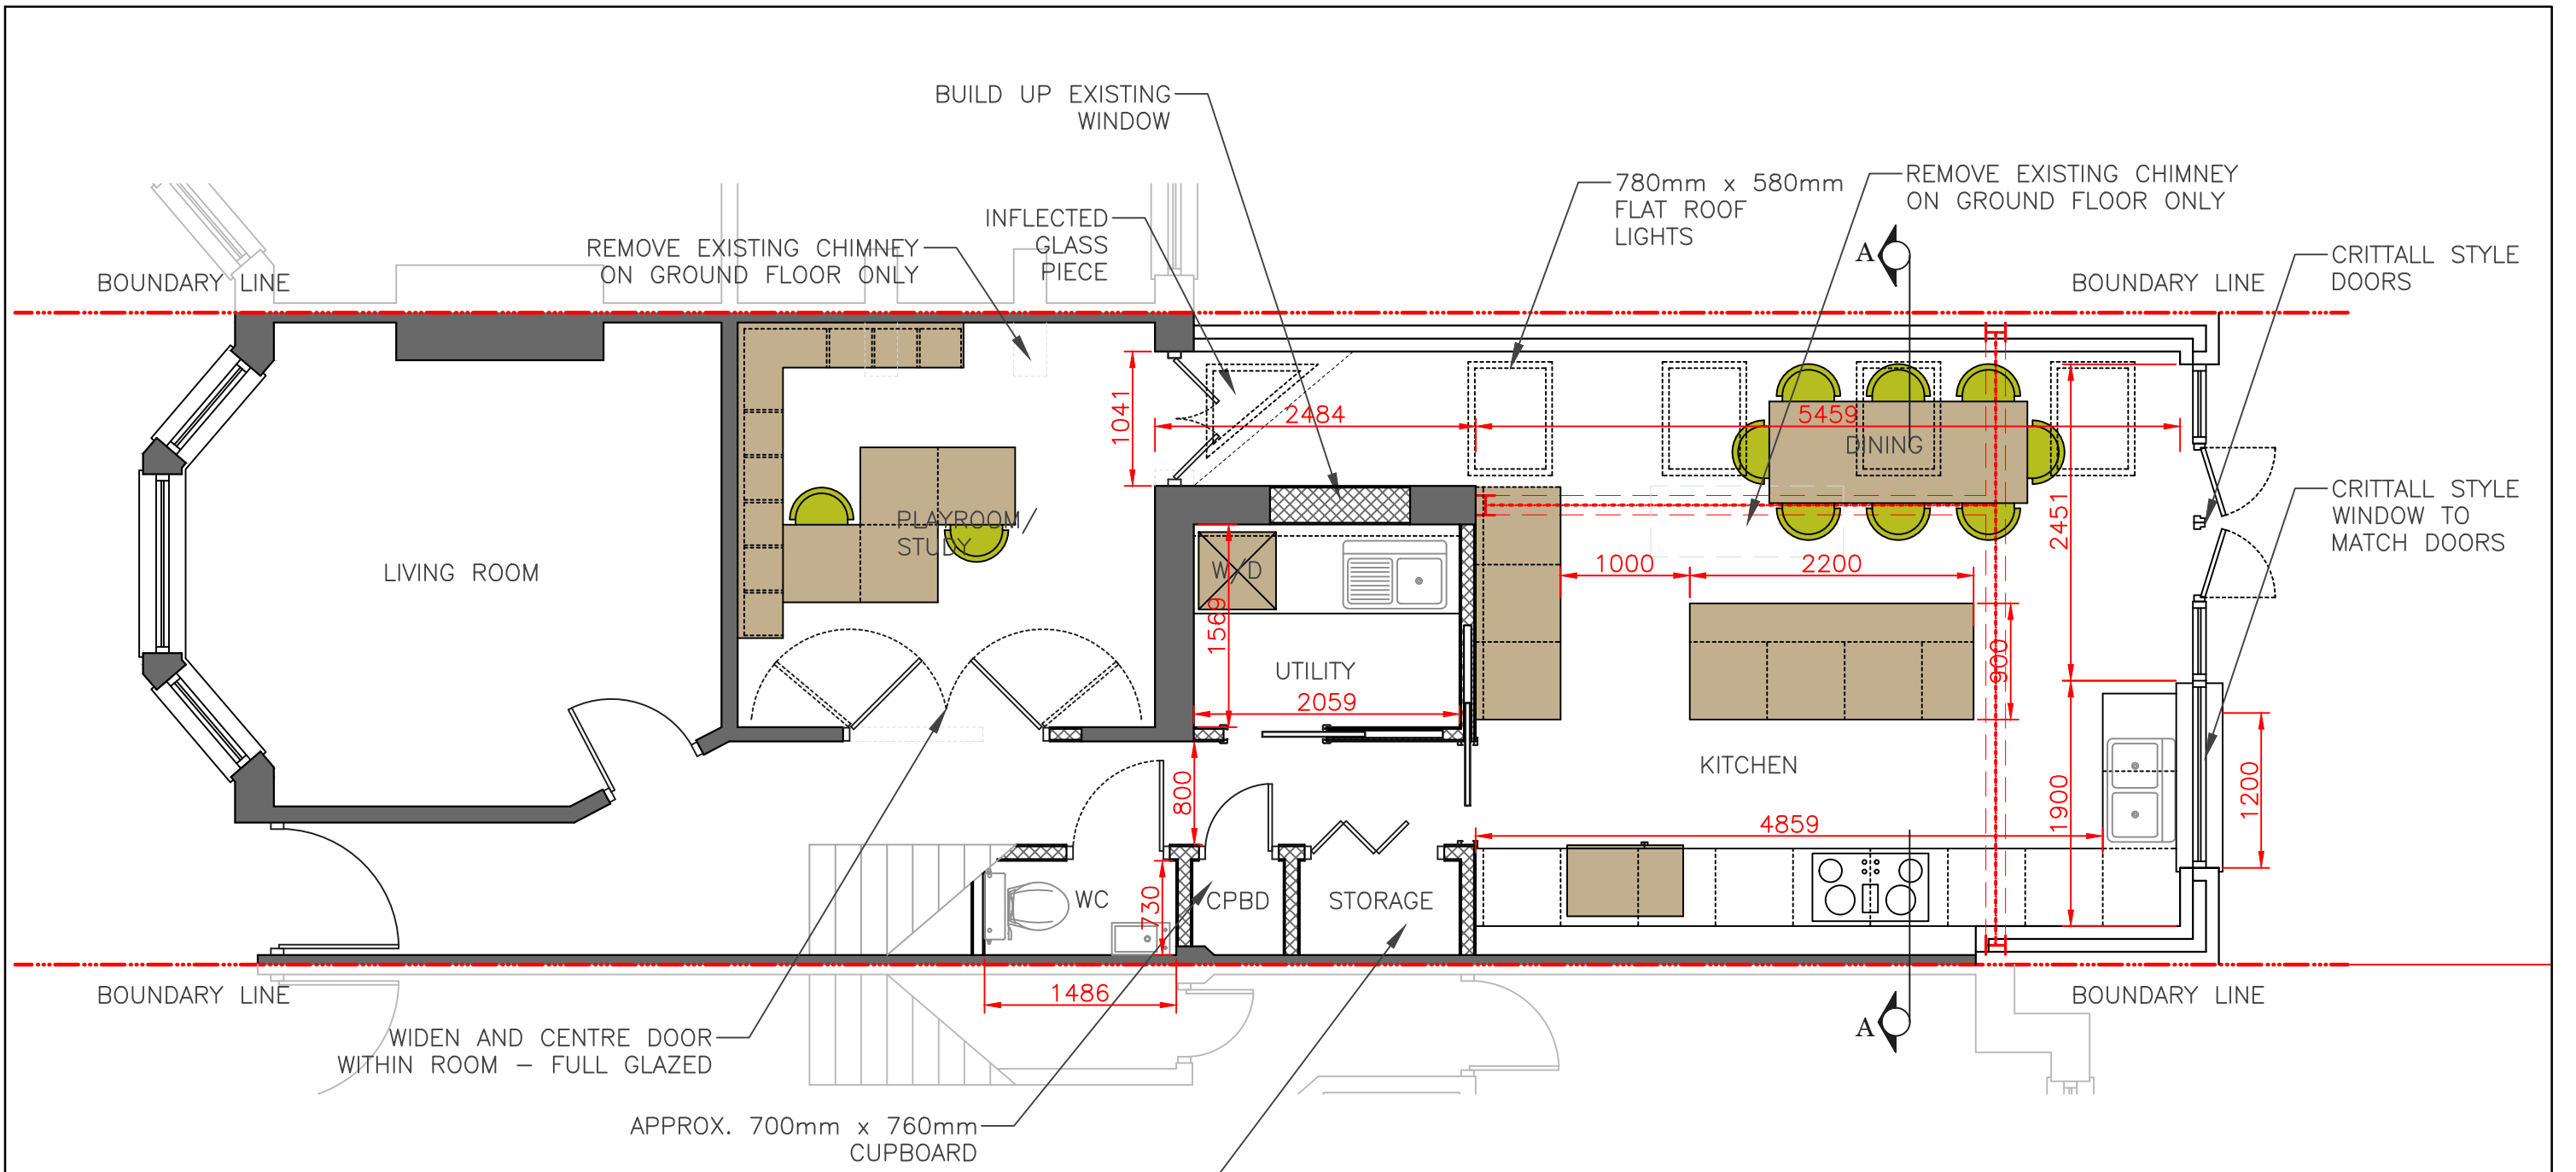 BUILD UP EXISTING
WINDOW
780mm x 580mm
FLAT ROOF
LIGHTS
REMOVE EXISTING CHIMNEY
ON GROUND FLOOR ONLY
INFLECTED
GLASS
PIECE
REMOVE EXISTING CHIMNEY
ON GROUND FLOOR ONLY
A
CRITTALL STYLE
DOORS
BOUNDARY LINE
BOUNDARY LINE
1041
2484
5459
DINING
2451
CRITTALL STYLE
WINDOW TO
MATCH DOORS
PLAYROOM/
STUDY
LIVING ROOM
W/D
1569
1000
2200
900
UTILITY
2059
KITCHEN
800
4859
1900
1200
WC
730
CPBD
STORAGE
1486
BOUNDARY LINE
BOUNDARY LINE
A
WIDEN AND CENTRE DOOR
WITHIN ROOM – FULL GLAZED
APPROX. 700mm x 760mm
CUPBOARD